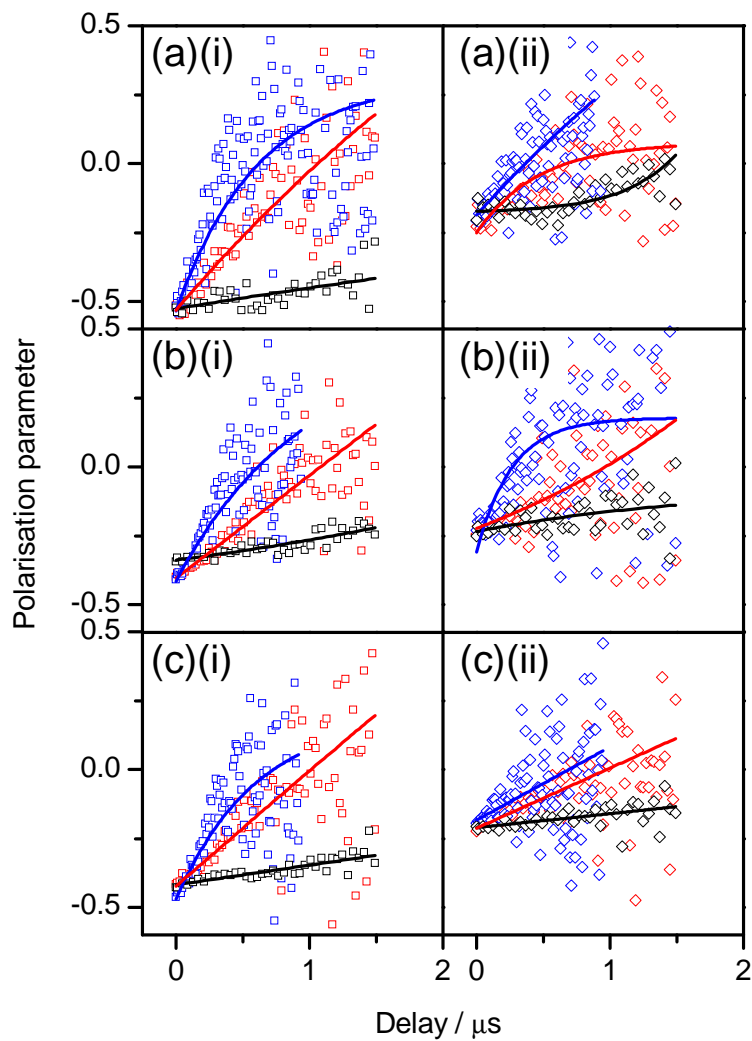 0.5
(a)(i)
(a)(ii)
0.0
-0.5
0.5
(b)(i)
(b)(ii)
0.0
-0.5
0.5
(c)(i)
(c)(ii)
0.0
-0.5
0
1
2
0
1
2
Polarisation parameter
Delay / μs